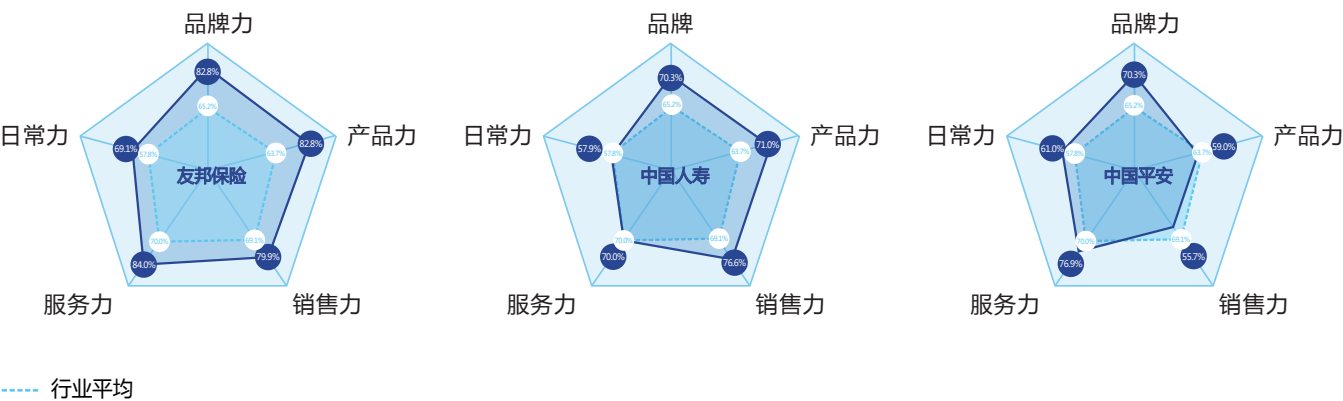 品牌力
82.8%
65.2%
日常力
69.1%
57.8%
63.7%
82.8%
产品力
友邦保险
70.0%
84.0%
69.1%
79.9%
服务力
销售力
品牌
70.3%
65.2%
日常力
57.9%
57.8%
63.7%
71.0%
产品力
中国人寿
70.0%
70.0%
69.1%
76.6%
服务力
销售力
品牌力
70.3%
65.2%
日常力
61.0%
57.8%
63.7%
59.0%
产品力
中国平安
70.0%
76.9%
69.1%
55.7%
服务力
销售力
行业平均